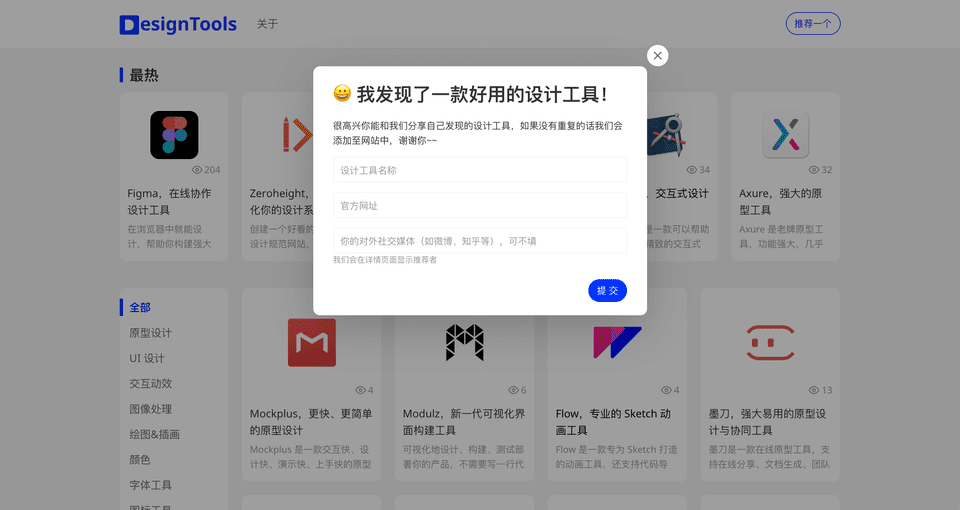 DesignTools
关于
推荐一个
最热
😀 我发现了一款好用的设计工具！
很高兴你能和我们分享自己发现的设计工具，如果没有重复的话我们会
添加至网站中，谢谢你~~
设计工具名称
官方网址
你的对外社交媒体（如微博、知乎等），可不填
我们会在详情页面显示推荐者
提 交
204
Figma，在线协作
设计工具
在浏览器中就能设
计，帮助你构建强大
Zeroheight，
化你的设计系
创建一个好看的
设计规范网站，
34
、交互式设计
是一款可以帮助
精致的交互式
32
Axure，强大的原
型工具
Axure 是老牌原型工
具，功能强大，几乎
全部
原型设计
UI 设计
交互动效
图像处理
绘图&插画
颜色
字体工具
图标工具
4
Mockplus，更快、更简单
的原型设计
Mockplus 是一款交互快、设
计快、演示快、上手快的原型
6
Modulz，新一代可视化界
面构建工具
可视化地设计、构建、测试部
署你的产品，不需要写一行代
4
Flow，专业的 Sketch 动
画工具
Flow 是一款专为 Sketch 打造
的动画工具，还支持代码导
13
墨刀，强大易用的原型设计
与协同工具
墨刀是一款在线原型工具，支
持在线分享、文档生成、团队